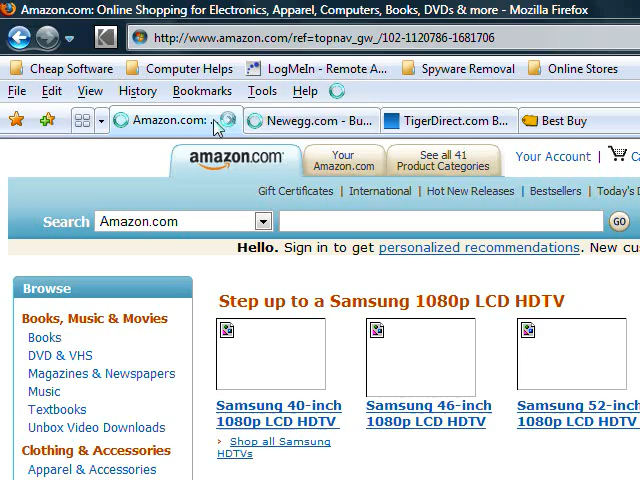 Amazon.com: Online Shopping for Electronics, Apparel, Computers, Books, DVDs & more - Mozilla Firefox
http://www.amazon.com/ref=topnav_gw_/102-1120786-1681706
Cheap Software Computer Helps LogMeIn - Remote A... Spyware Removal Online Stores
File Edit View History Bookmarks Tools Help
Amazon.com: Newegg.com - Bu... TigerDirect.com B... Best Buy
amazon.com Your Amazon.com See all 41 Product Categories Your Account
Gift Certificates International Hot New Releases Bestsellers Today's D
Search Amazon.com GO
Hello. Sign in to get personalized recommendations. New cu
Browse
Step up to a Samsung 1080p LCD HDTV
Books, Music & Movies
Books
DVD & VHS
Magazines & Newspapers
Music
Textbooks
Unbox Video Downloads
Clothing & Accessories
Apparel & Accessories
Samsung 40-inch
1080p LCD HDTV
Shop all Samsung
HDTVs
Samsung 46-inch
1080p LCD HDTV
Samsung 52-inch
1080p LCD HDTV